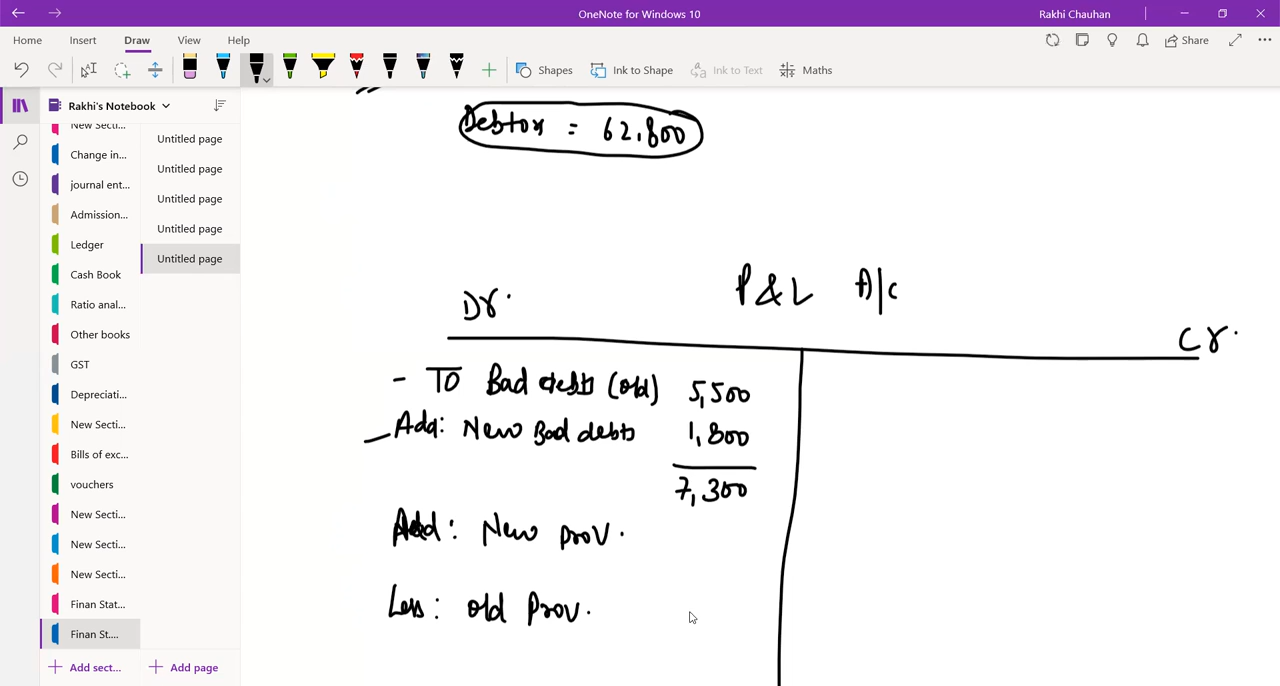 OneNote for Windows 10
Rakhi Chauhan
Home Insert Draw View Help
Share
Shapes Ink to Shape Ink to Text Maths
Rakhi's Notebook
New Secti...
Change in...
journal ent...
Admission...
Ledger
Cash Book
Ratio anal...
Other books
GST
Depreciati...
New Secti...
Bills of exc...
vouchers
New Secti...
New Secti...
New Secti...
Finan Stat...
Finan St....
Add sect...
Untitled page
Untitled page
Untitled page
Untitled page
Untitled page
Add page
Debtor = 62,800
P & L A/c
Dr.
Cr.
- To Bad debts (old) 5,500
Add: New Bad debts 1,800
7,300
Add: New prov.
Less: old Prov.